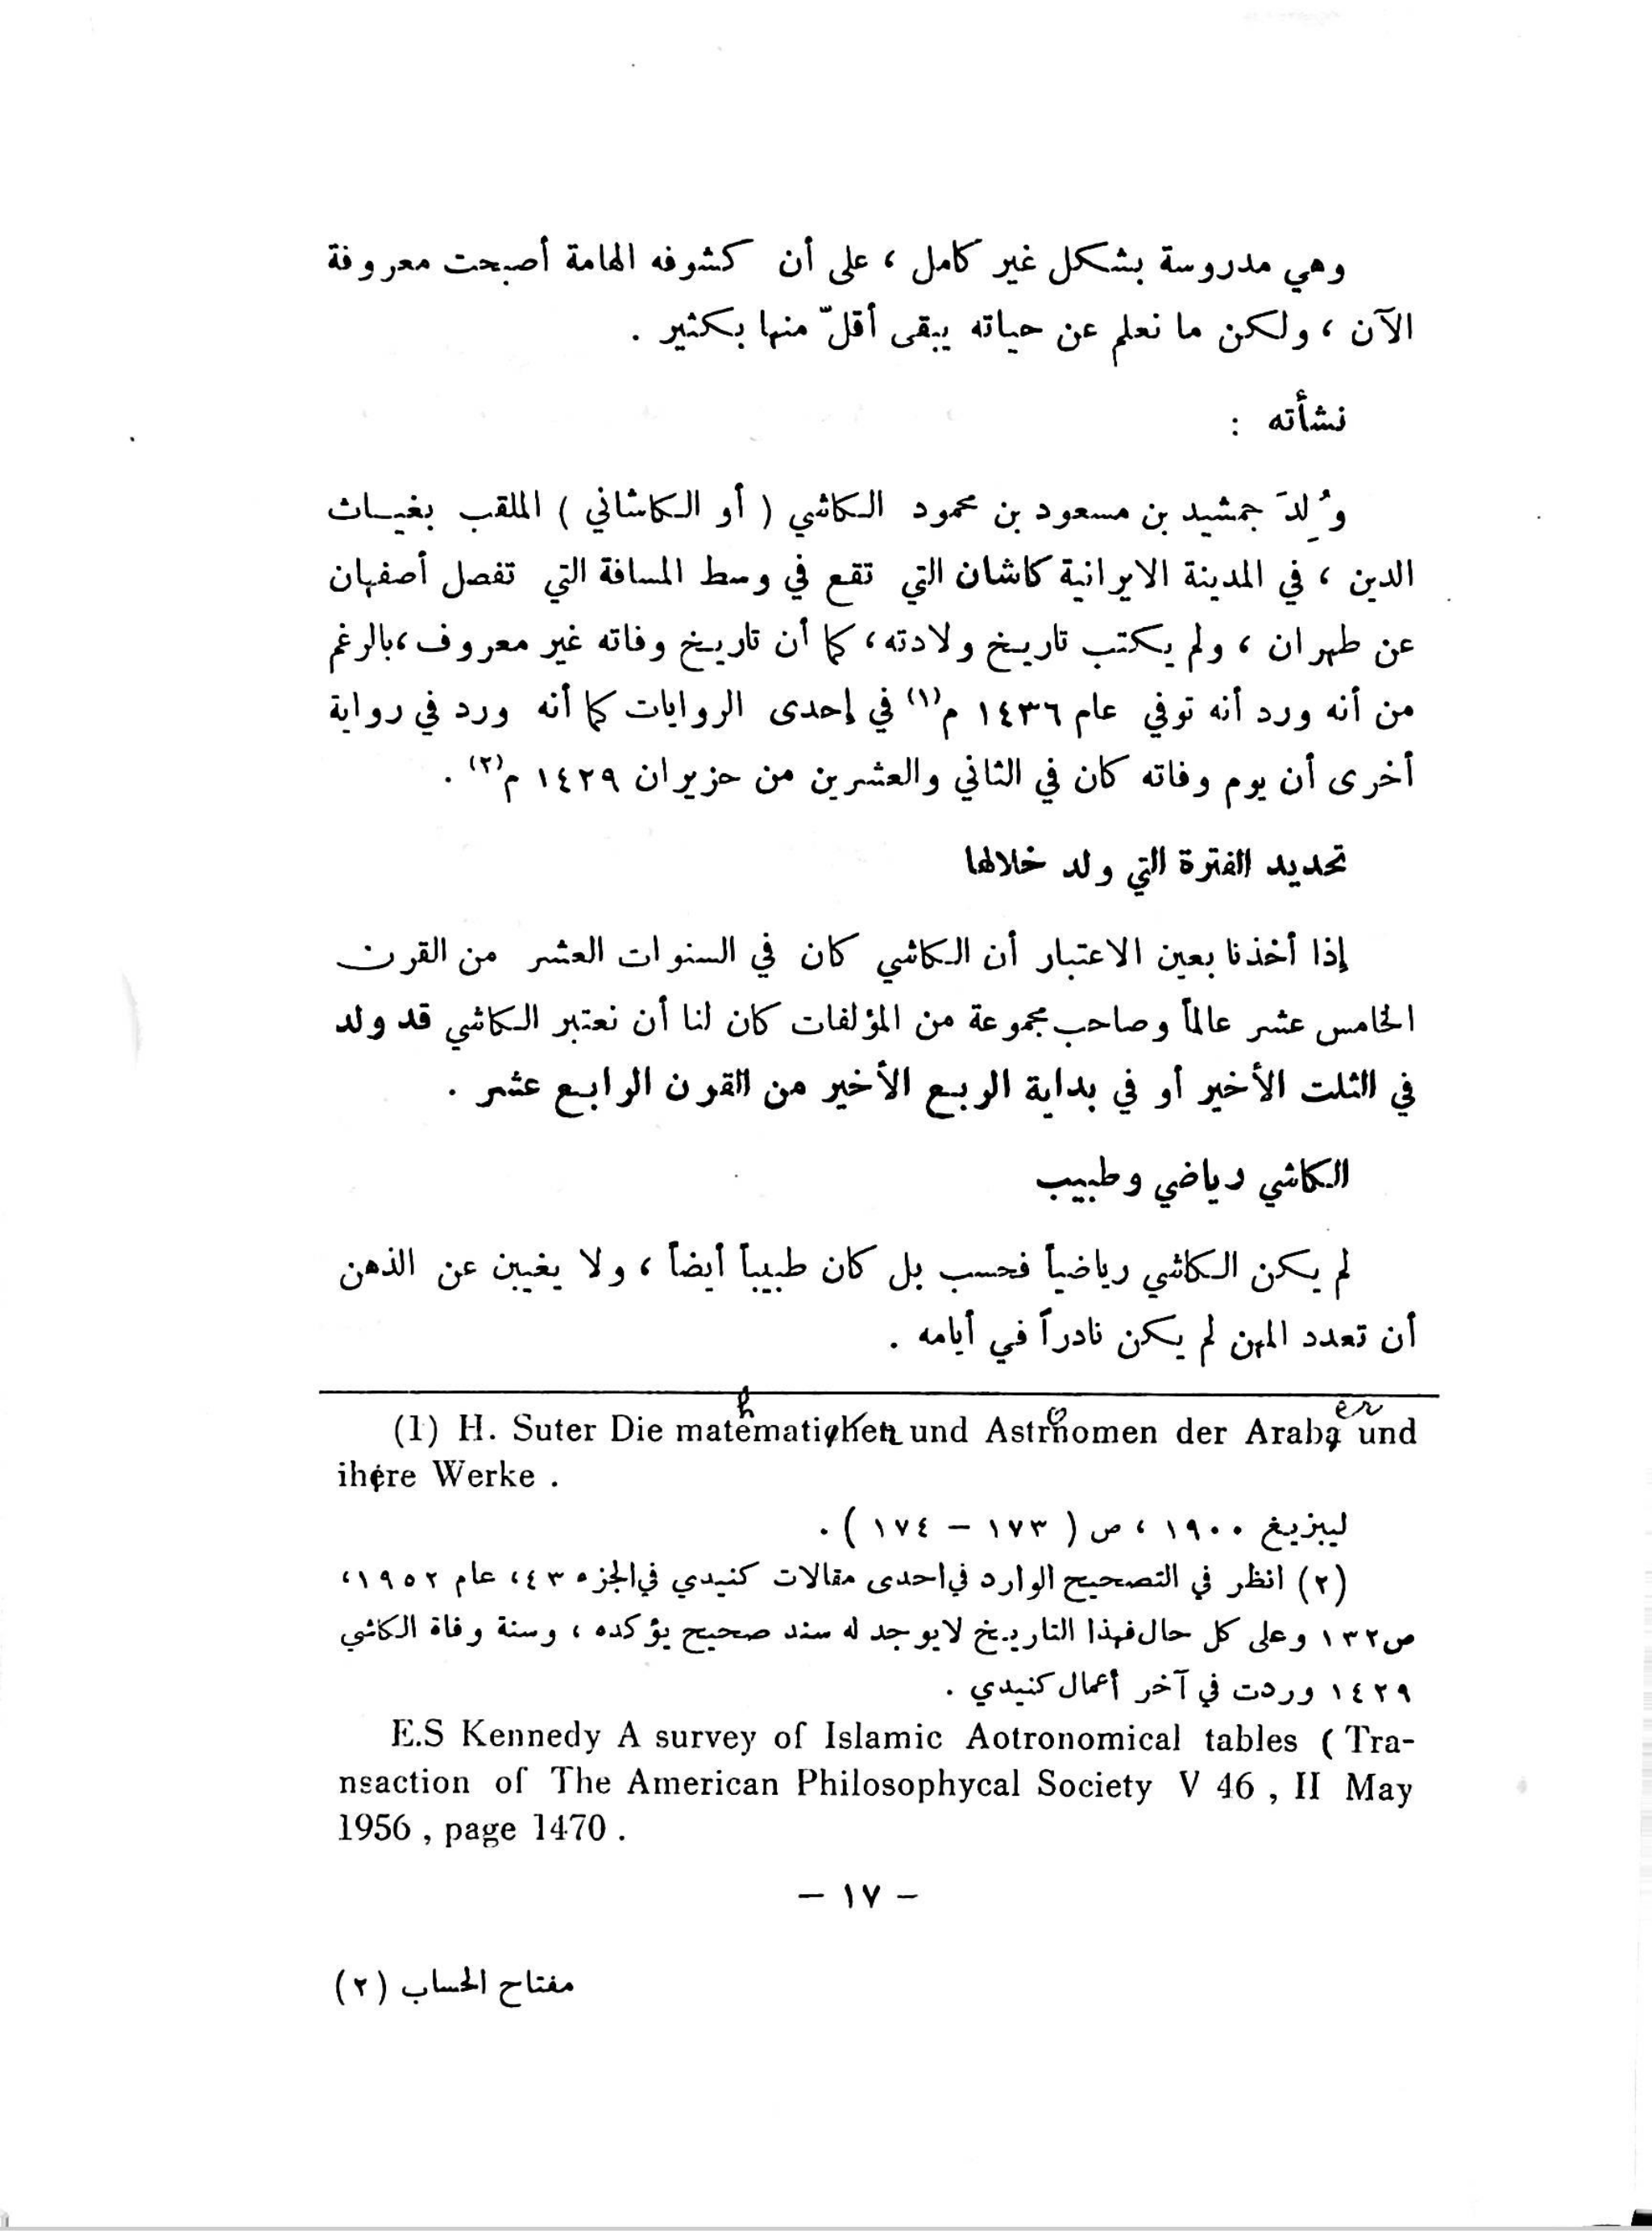 وهي مدروسة بشكل غير كامل ، على أن كشوفه الهامة أصبحت معروفة
الآن ، ولكن ما نعلم عن حياته يبقى أقلّ منها بكثير .
نشأته :
وُلِدَ جمشيد بن مسعود بن محمود الكاشي ( أو الكاشاني ) الملقب بغياث
الدين ، في المدينة الايرانية كاشان التي تقع في وسط المسافة التي تفصل أصفهان
عن طهران ، ولم يكتب تاريخ ولادته ، كما أن تاريخ وفاته غير معروف ،بالرغم
من أنه ورد أنه توفي عام ١٤٣٦ م(١) في إحدى الروايات كما أنه ورد في رواية
أخرى أن يوم وفاته كان في الثاني والعشرين من حزيران ١٤٢٩ م(٢) .
تحديد الفترة التي ولد خلالها
إذا أخذنا بعين الاعتبار أن الكاشي كان في السنوات العشر من القرن
الخامس عشر عالماً وصاحب مجموعة من المؤلفات كان لنا أن نعتبر الكاشي قد ولد
في الثلت الأخير أو في بداية الربع الأخير من القرن الرابع عشر .
الكاشي رياضي وطبيب
لم يكن الكاشي رياضياً فحسب بل كان طبيباً أيضاً ، ولا يغيبن عن الذهن
أن تعدد المهن لم يكن نادراً في أيامه .
(1) H. Suter Die mathematiken und Astronomen der Araber und
ihre Werke .
ليبزيغ ١٩٠٠ ، ص ( ١٧٣ – ١٧٤ ) .
(٢) انظر في التصحيح الوارد في احدى مقالات كنيدي في الجزء ٤٣ ، عام ١٩٥٢ ،
ص١٣٢ وعلى كل حال فهذا التاريخ لا يوجد له سند صحيح يؤكده ، وسنة وفاة الكاشي
١٤٢٩ وردت في آخر أعمال كنيدي .
E.S Kennedy A survey of Islamic Aotronomical tables ( Tra-
nsaction of The American Philosophycal Society V 46 , II May
1956 , page 1470 .
– ١٧ –
مفتاح الحساب (٢)